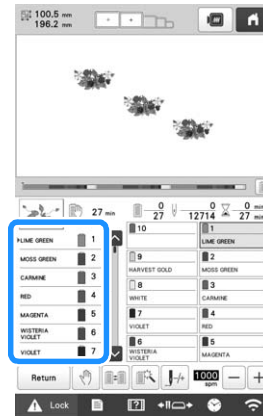 100.5 mm
196.2 mm
27 min
0 0 0 min
27 12714 27 min
LIME GREEN 1
MOSS GREEN 2
CARMINE 3
RED 4
MAGENTA 5
WISTERIA VIOLET 6
VIOLET 7
10
9
HARVEST GOLD
8
WHITE
7
VIOLET
6
WISTERIA VIOLET
1
LIME GREEN
2
MOSS GREEN
3
CARMINE
4
RED
5
MAGENTA
Return
1000 spm
− +
Lock